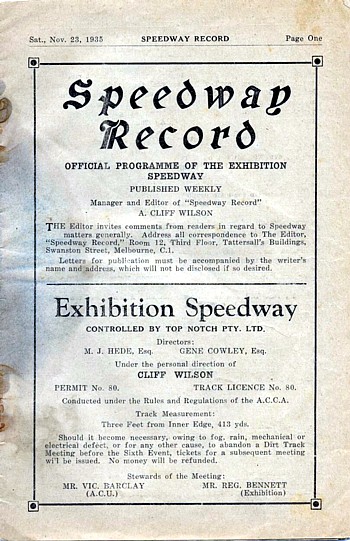 Sat., Nov. 23, 1935 SPEEDWAY RECORD Page One
Speedway
Record
OFFICIAL PROGRAMME OF THE EXHIBITION
SPEEDWAY
PUBLISHED WEEKLY
Manager and Editor of "Speedway Record"
A. CLIFF WILSON
THE Editor invites comments from readers in regard to Speedway
matters generally. Address all correspondence to The Editor,
"Speedway Record," Room 12, Third Floor, Tattersall's Buildings,
Swanston Street, Melbourne, C.1.
Letters for publication must be accompanied by the writer's
name and address, which will not be disclosed if so desired.
Exhibition Speedway
CONTROLLED BY TOP NOTCH PTY. LTD.
Directors:
M. J. HEDE, Esq. GENE COWLEY, Esq.
Under the personal direction of
CLIFF WILSON
PERMIT No. 80. TRACK LICENCE No. 80.
Conducted under the Rules and Regulations of the A.C.C.A.
Track Measurement:
Three Feet from Inner Edge, 413 yds.
Should it become necessary, owing to fog, rain, mechanical or
electrical defect, or for any other cause, to abandon a Dirt Track
Meeting before the Sixth Event, tickets for a subsequent meeting
will be issued. No money will be refunded.
Stewards of the Meeting:
MR. VIC. BARCLAY MR. REG. BENNETT
(A.C.U.) (Exhibition)